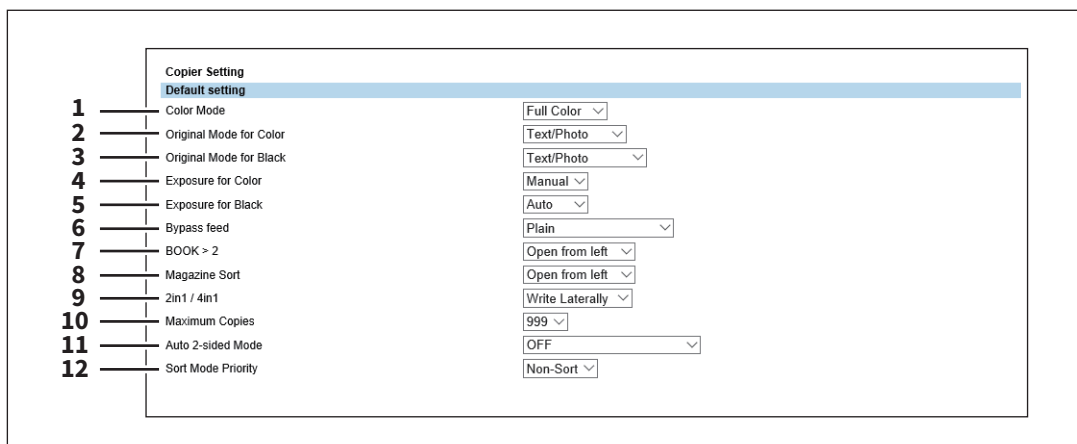 Copier Setting
Default setting
1 Color Mode Full Color
2 Original Mode for Color Text/Photo
3 Original Mode for Black Text/Photo
4 Exposure for Color Manual
5 Exposure for Black Auto
6 Bypass feed Plain
7 BOOK > 2 Open from left
8 Magazine Sort Open from left
9 2in1 / 4in1 Write Laterally
10 Maximum Copies 999
11 Auto 2-sided Mode OFF
12 Sort Mode Priority Non-Sort